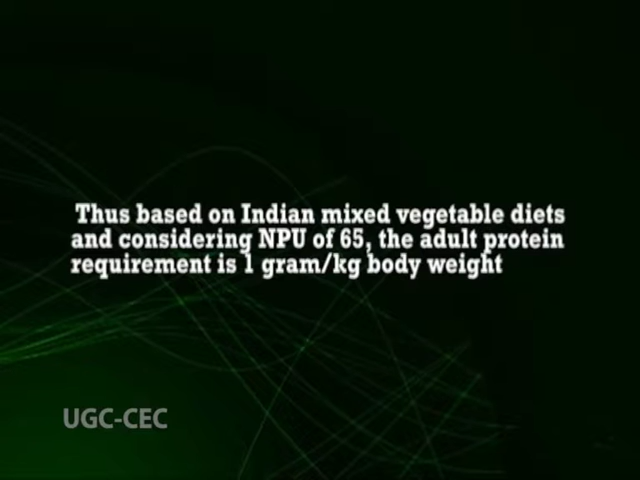 Thus based on Indian mixed vegetable diets
and considering NPU of 65, the adult protein
requirement is 1 gram/kg body weight
UGC-CEC